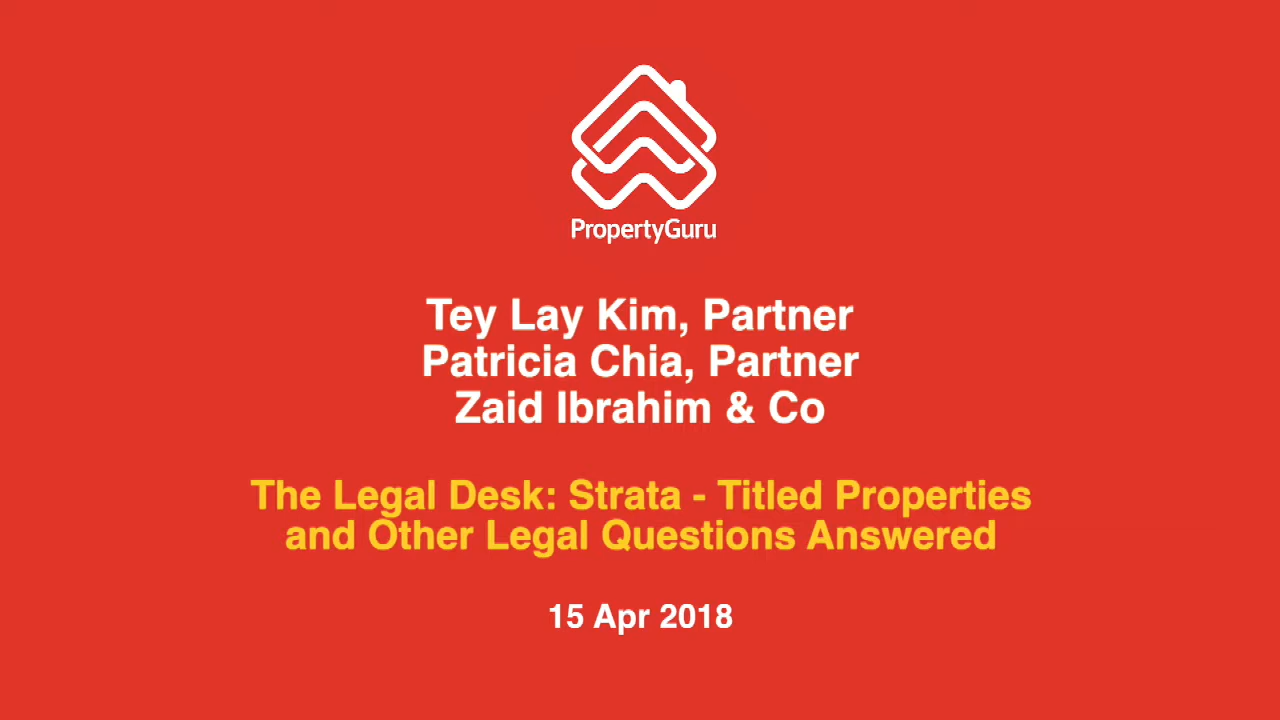 PropertyGuru
Tey Lay Kim, Partner
Patricia Chia, Partner
Zaid Ibrahim & Co
The Legal Desk: Strata - Titled Properties
and Other Legal Questions Answered
15 Apr 2018